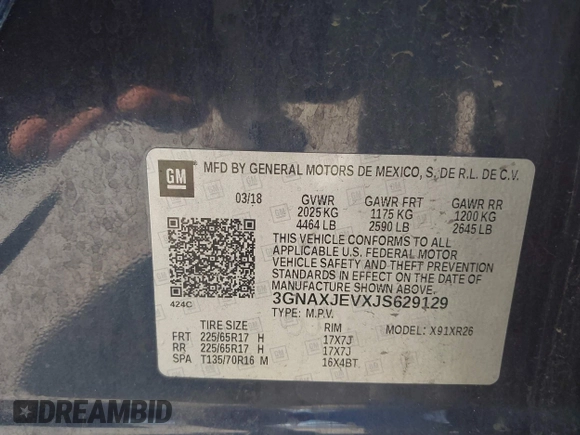 GM
MFD BY GENERAL MOTORS DE MEXICO, S. DE R.L. DE C.V.
03/18 GVWR GAWR FRT GAWR RR
2025 KG 1175 KG 1200 KG
4464 LB 2590 LB 2645 LB
THIS VEHICLE CONFORMS TO ALL
APPLICABLE U.S. FEDERAL MOTOR
VEHICLE SAFETY AND THEFT PREVENTION
STANDARDS IN EFFECT ON THE DATE
OF MANUFACTURE SHOWN ABOVE.
424C 3GNAXJEVXJS629129
TYPE: M.P.V. MODEL: X91XR26
TIRE SIZE RIM
FRT 225/65R17 H 17X7J
RR 225/65R17 H 17X7J
SPA T135/70R16 M 16X4BT
DREAMBID